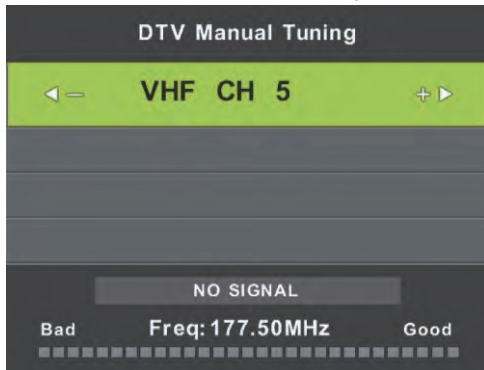 DTV Manual Tuning
VHF CH 5
NO SIGNAL
Bad Freq:177.50MHz Good